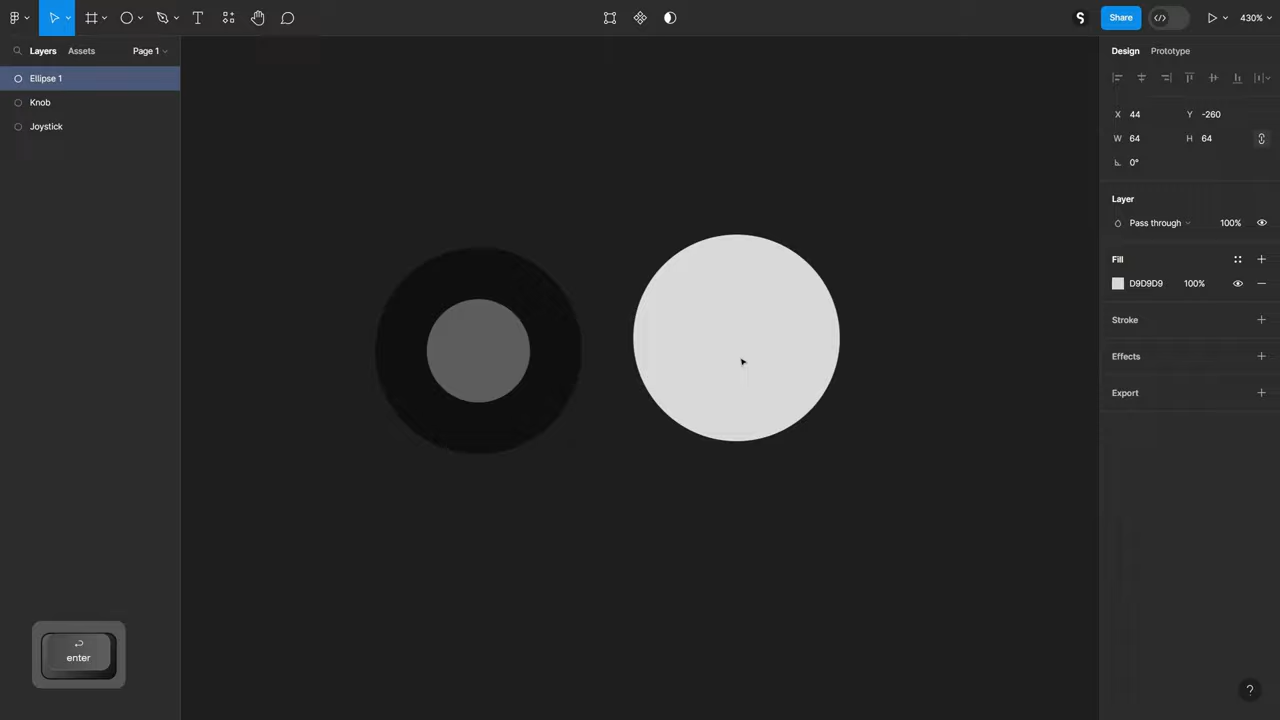 Share
430%
Layers
Assets
Page 1
Design
Prototype
Ellipse 1
Knob
Joystick
X 44
Y -260
W 64
H 64
0°
Layer
Pass through
100%
Fill
D9D9D9
100%
Stroke
Effects
Export
enter
?